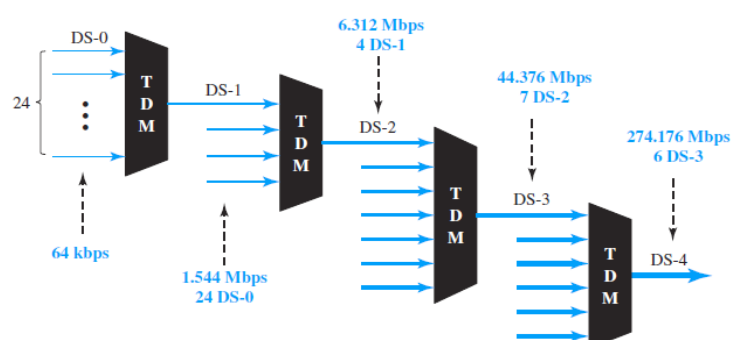 DS-0
24
T
D
M
64 kbps
DS-1
1.544 Mbps
24 DS-0
T
D
M
6.312 Mbps
4 DS-1
DS-2
T
D
M
44.376 Mbps
7 DS-2
DS-3
T
D
M
274.176 Mbps
6 DS-3
DS-4